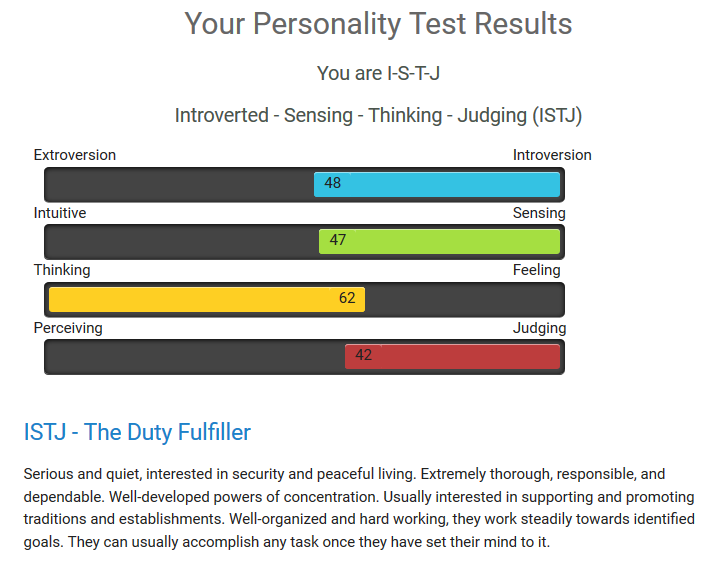 Your Personality Test Results
You are I-S-T-J
Introverted - Sensing - Thinking - Judging (ISTJ)
Extroversion Introversion
48
Intuitive Sensing
47
Thinking Feeling
62
Perceiving Judging
42
ISTJ - The Duty Fulfiller
Serious and quiet, interested in security and peaceful living. Extremely thorough, responsible, and
dependable. Well-developed powers of concentration. Usually interested in supporting and promoting
traditions and establishments. Well-organized and hard working, they work steadily towards identified
goals. They can usually accomplish any task once they have set their mind to it.